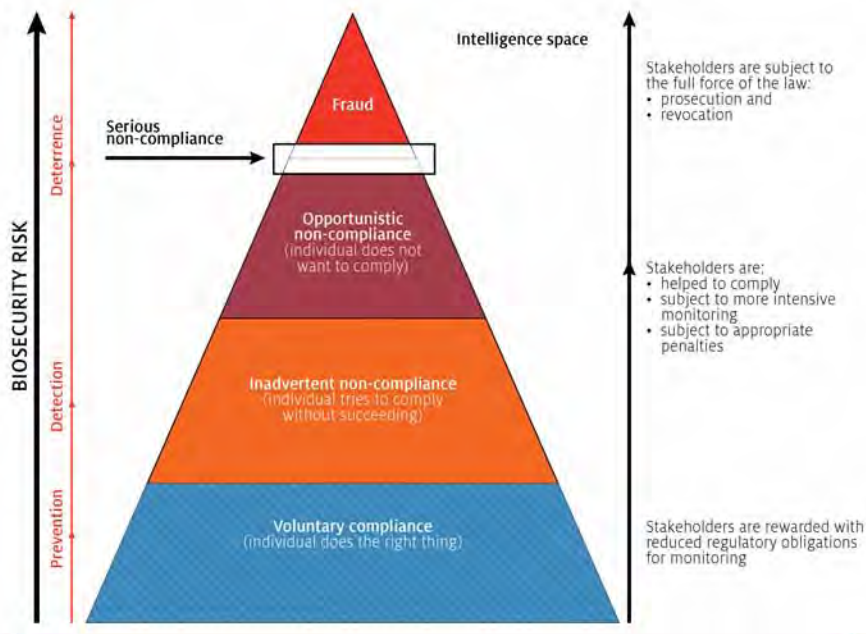 BIOSECURITY RISK
Deterrence
Detection
Prevention
Serious
non-compliance
Intelligence space
Fraud
Opportunistic
non-compliance
(individual does not
want to comply)
Inadvertent non-compliance
(individual tries to comply
without succeeding)
Voluntary compliance
(individual does the right thing)
Stakeholders are subject to
the full force of the law:
• prosecution and
• revocation
Stakeholders are;
• helped to comply
• subject to more intensive
monitoring
• subject to appropriate
penalties
Stakeholders are rewarded with
reduced regulatory obligations
for monitoring